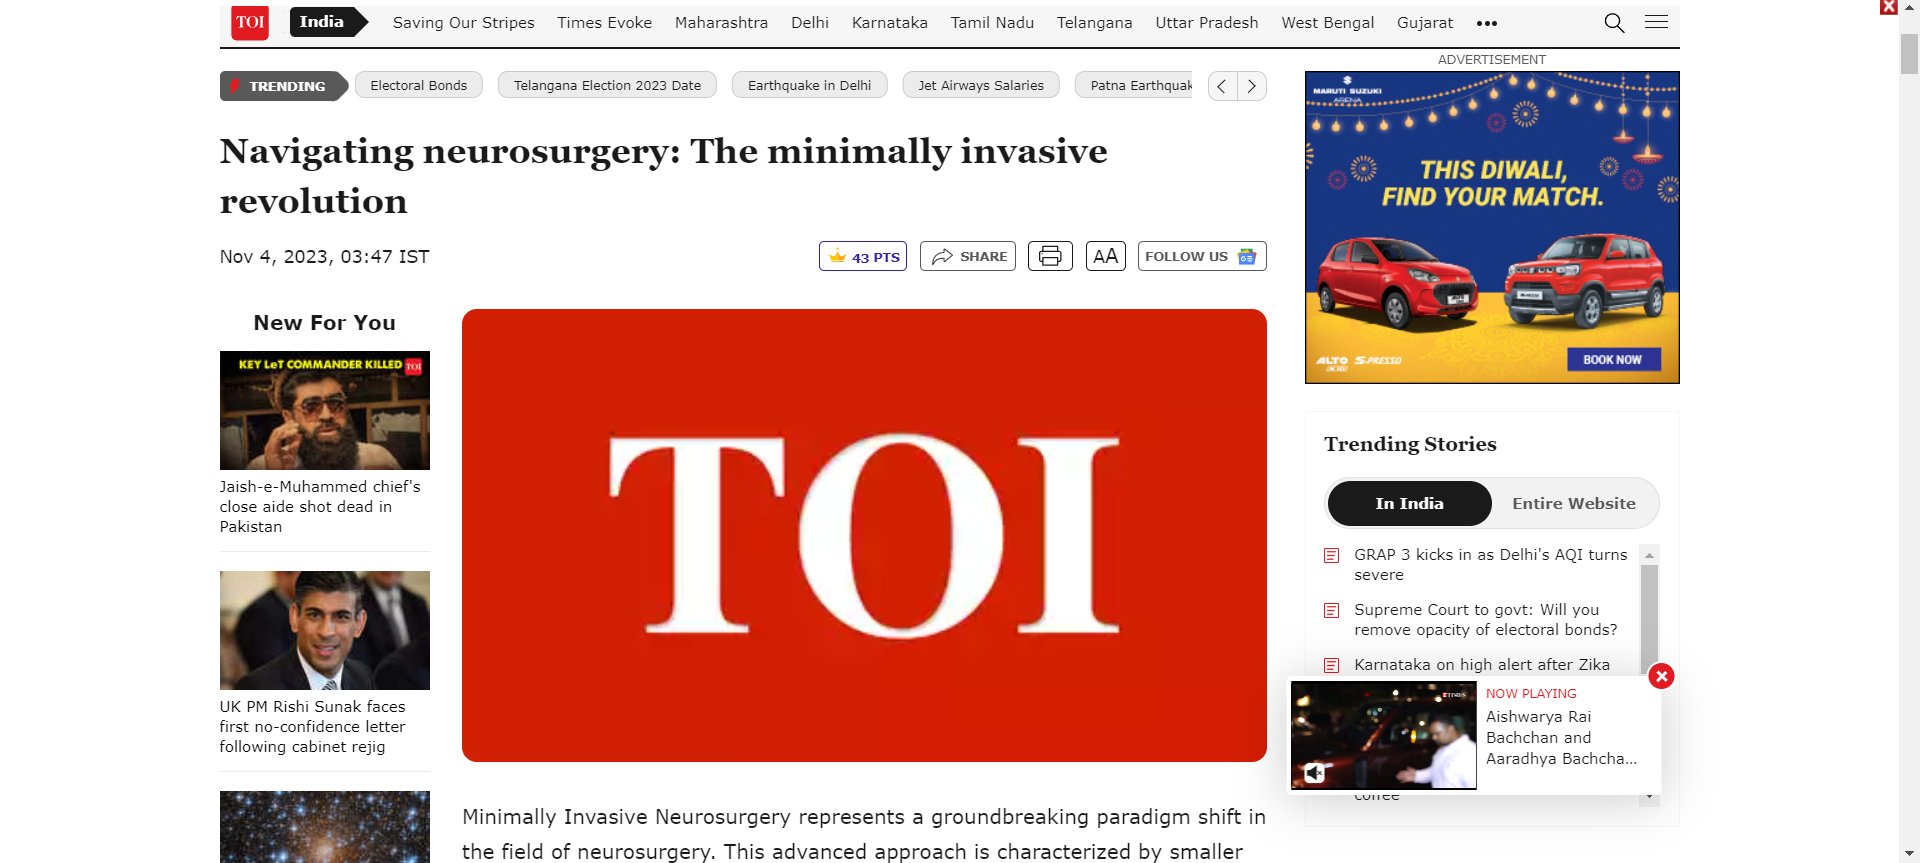 TOI
India
Saving Our Stripes
Times Evoke
Maharashtra
Delhi
Karnataka
Tamil Nadu
Telangana
Uttar Pradesh
West Bengal
Gujarat
TRENDING
Electoral Bonds
Telangana Election 2023 Date
Earthquake in Delhi
Jet Airways Salaries
Patna Earthquak
Navigating neurosurgery: The minimally invasive
revolution
Nov 4, 2023, 03:47 IST
43 PTS
SHARE
AA
FOLLOW US
New For You
KEY LeT COMMANDER KILLED TOI
Jaish-e-Muhammed chief's
close aide shot dead in
Pakistan
UK PM Rishi Sunak faces
first no-confidence letter
following cabinet rejig
TOI
Minimally Invasive Neurosurgery represents a groundbreaking paradigm shift in
the field of neurosurgery. This advanced approach is characterized by smaller
ADVERTISEMENT
MARUTI SUZUKI
ARENA
THIS DIWALI,
FIND YOUR MATCH.
ALTO S-PRESSO
BOOK NOW
Trending Stories
In India
Entire Website
GRAP 3 kicks in as Delhi's AQI turns
severe
Supreme Court to govt: Will you
remove opacity of electoral bonds?
Karnataka on high alert after Zika
NOW PLAYING
Aishwarya Rai
Bachchan and
Aaradhya Bachcha...
coffee